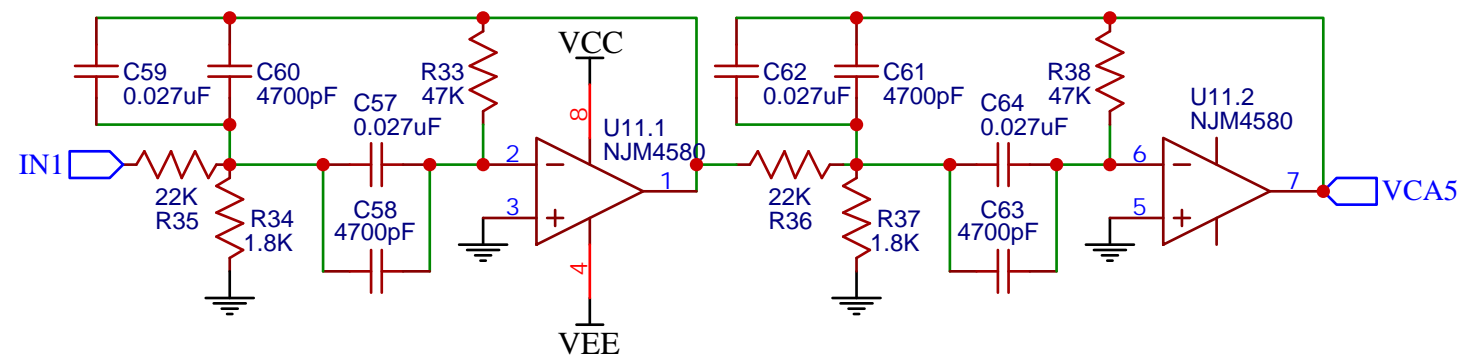 C59
0.027uF
C60
4700pF
R33
47K
VCC
C57
0.027uF
8
U11.1
NJM4580
2
1
3
IN1
22K
R35
R34
1.8K
C58
4700pF
4
VEE
C62
0.027uF
C61
4700pF
R38
47K
C64
0.027uF
U11.2
NJM4580
6
7
5
VCA5
22K
R36
R37
1.8K
C63
4700pF